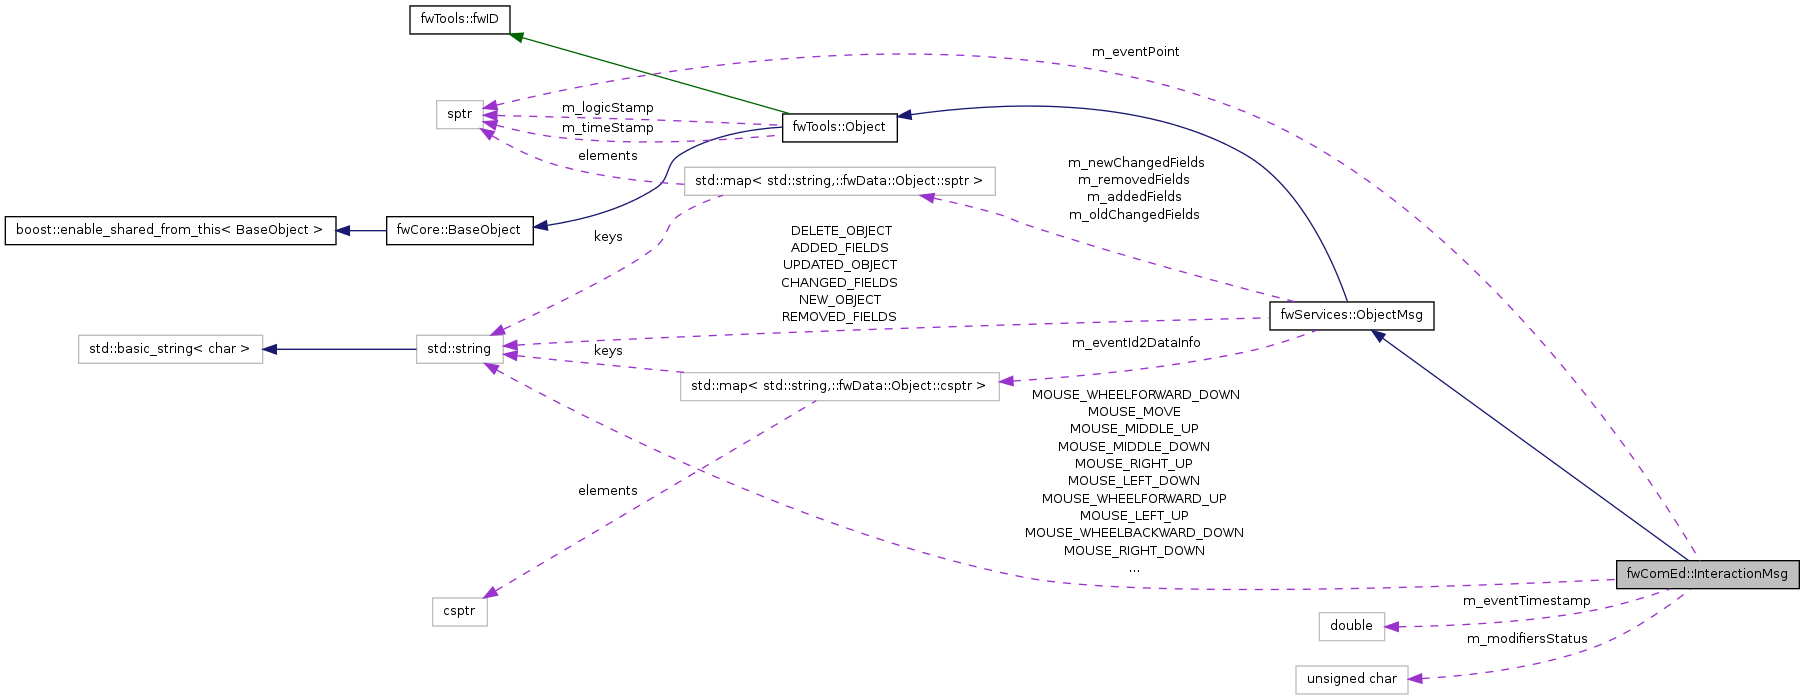 fwTools::fwID
m_eventPoint
sptr
m_logicStamp
m_timeStamp
fwTools::Object
elements
m_newChangedFields
m_removedFields
m_addedFields
m_oldChangedFields
std::map< std::string,::fwData::Object::sptr >
boost::enable_shared_from_this< BaseObject >
fwCore::BaseObject
keys
DELETE_OBJECT
ADDED_FIELDS
UPDATED_OBJECT
CHANGED_FIELDS
NEW_OBJECT
REMOVED_FIELDS
fwServices::ObjectMsg
std::basic_string< char >
std::string
keys
m_eventId2DataInfo
std::map< std::string,::fwData::Object::csptr >
MOUSE_WHEELFORWARD_DOWN
MOUSE_MOVE
MOUSE_MIDDLE_UP
MOUSE_MIDDLE_DOWN
MOUSE_RIGHT_UP
MOUSE_LEFT_DOWN
MOUSE_WHEELFORWARD_UP
MOUSE_LEFT_UP
MOUSE_WHEELBACKWARD_DOWN
MOUSE_RIGHT_DOWN
...
elements
fwComEd::InteractionMsg
csptr
m_eventTimestamp
double
m_modifiersStatus
unsigned char